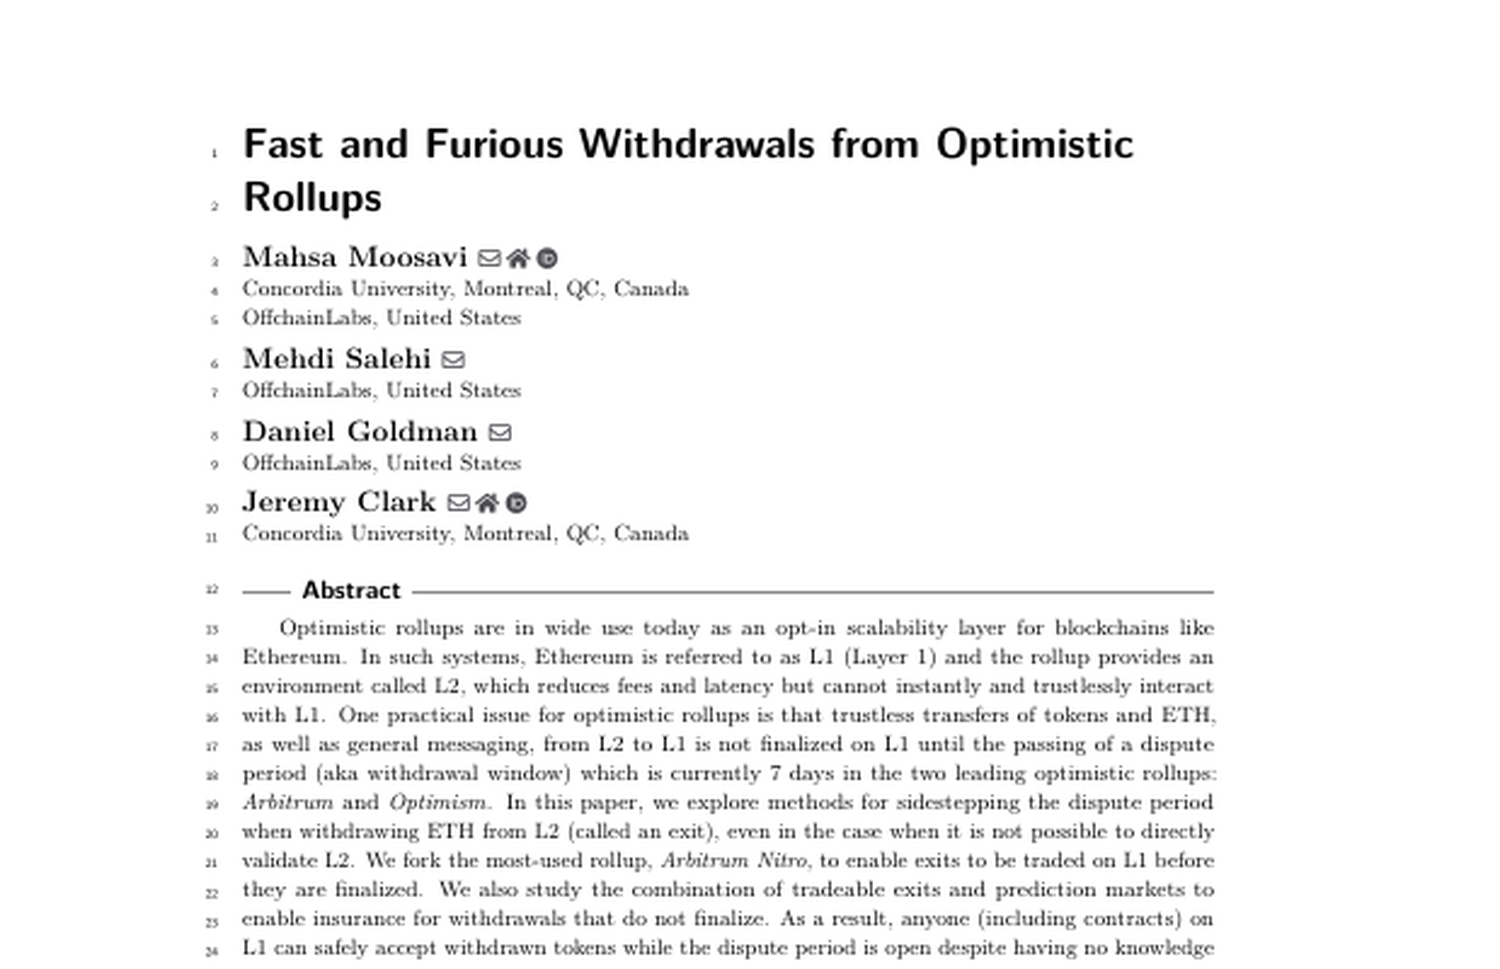 1 Fast and Furious Withdrawals from Optimistic
2 Rollups
3 Mahsa Moosavi
4 Concordia University, Montreal, QC, Canada
5 OffchainLabs, United States
6 Mehdi Salehi
7 OffchainLabs, United States
8 Daniel Goldman
9 OffchainLabs, United States
10 Jeremy Clark
11 Concordia University, Montreal, QC, Canada
12 Abstract
13 Optimistic rollups are in wide use today as an opt-in scalability layer for blockchains like
14 Ethereum. In such systems, Ethereum is referred to as L1 (Layer 1) and the rollup provides an
15 environment called L2, which reduces fees and latency but cannot instantly and trustlessly interact
16 with L1. One practical issue for optimistic rollups is that trustless transfers of tokens and ETH,
17 as well as general messaging, from L2 to L1 is not finalized on L1 until the passing of a dispute
18 period (aka withdrawal window) which is currently 7 days in the two leading optimistic rollups:
19 Arbitrum and Optimism. In this paper, we explore methods for sidestepping the dispute period
20 when withdrawing ETH from L2 (called an exit), even in the case when it is not possible to directly
21 validate L2. We fork the most-used rollup, Arbitrum Nitro, to enable exits to be traded on L1 before
22 they are finalized. We also study the combination of tradeable exits and prediction markets to
23 enable insurance for withdrawals that do not finalize. As a result, anyone (including contracts) on
24 L1 can safely accept withdrawn tokens while the dispute period is open despite having no knowledge